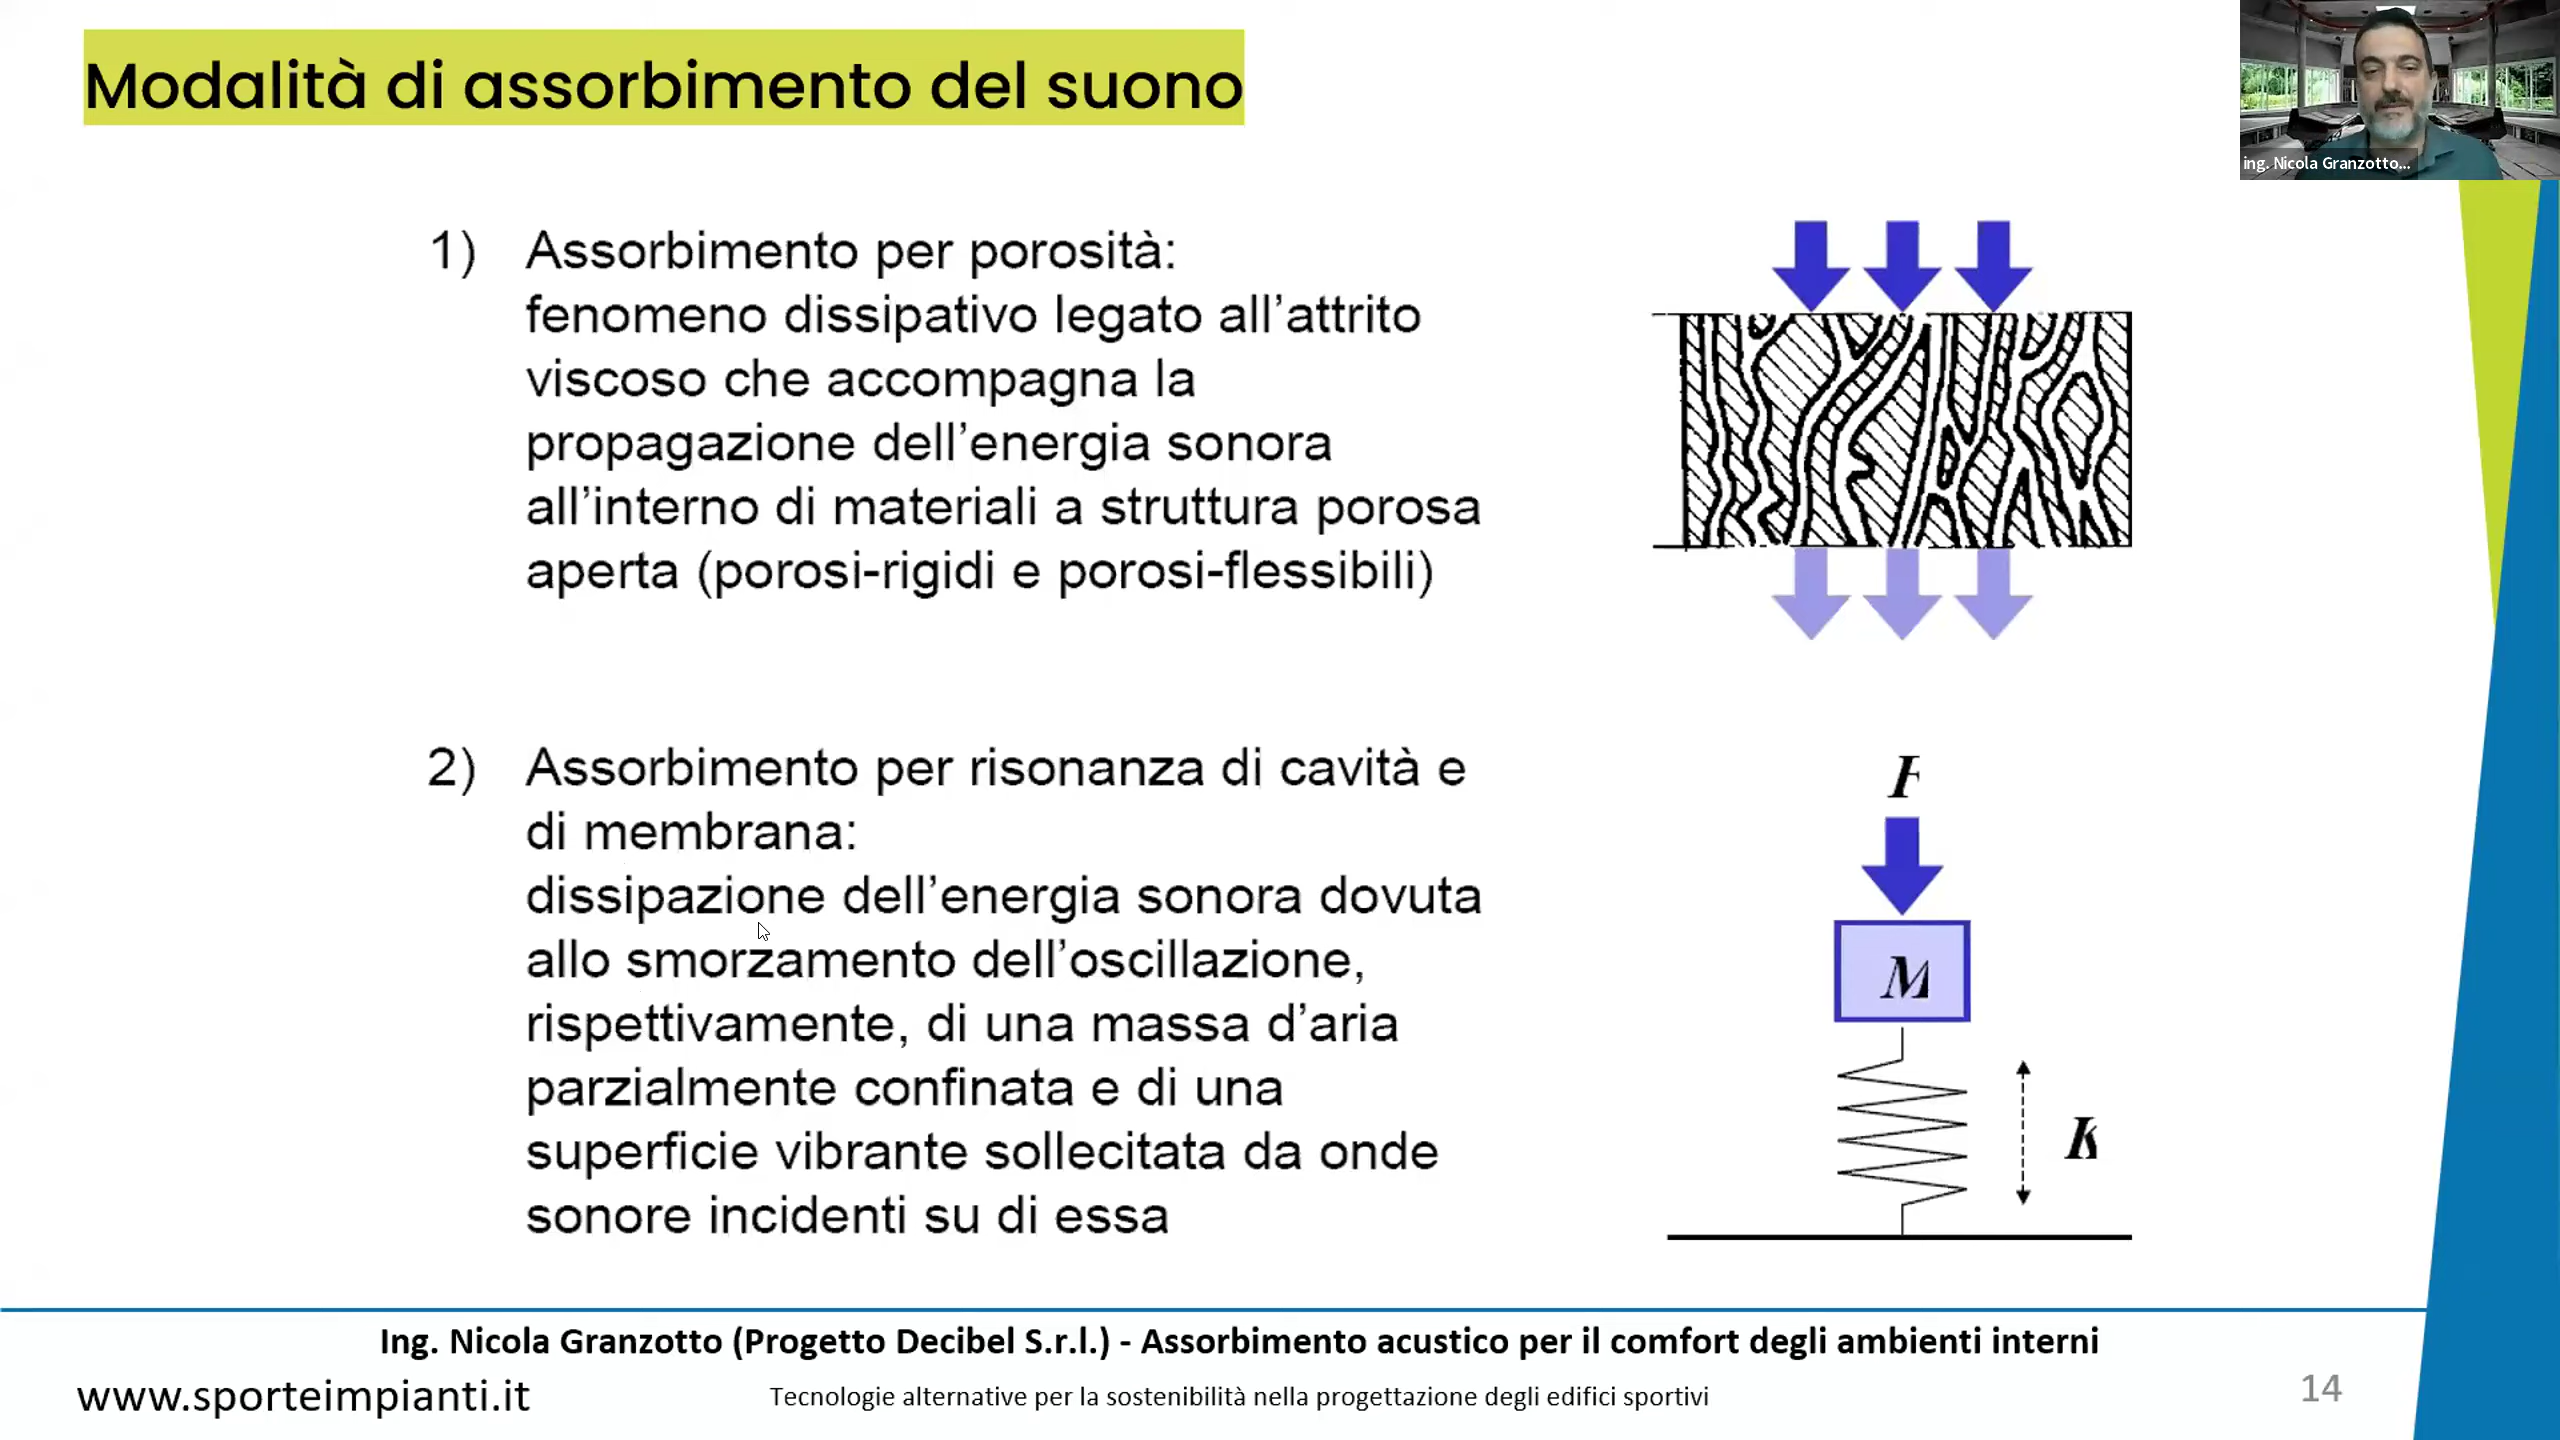 Modalità di assorbimento del suono
ing. Nicola Granzotto...
1) Assorbimento per porosità:
fenomeno dissipativo legato all’attrito
viscoso che accompagna la
propagazione dell’energia sonora
all’interno di materiali a struttura porosa
aperta (porosi-rigidi e porosi-flessibili)
2) Assorbimento per risonanza di cavità e
di membrana:
dissipazione dell’energia sonora dovuta
allo smorzamento dell’oscillazione,
rispettivamente, di una massa d’aria
parzialmente confinata e di una
superficie vibrante sollecitata da onde
sonore incidenti su di essa
F
M
K
Ing. Nicola Granzotto (Progetto Decibel S.r.l.) - Assorbimento acustico per il comfort degli ambienti interni
www.sporteimpianti.it
Tecnologie alternative per la sostenibilità nella progettazione degli edifici sportivi
14